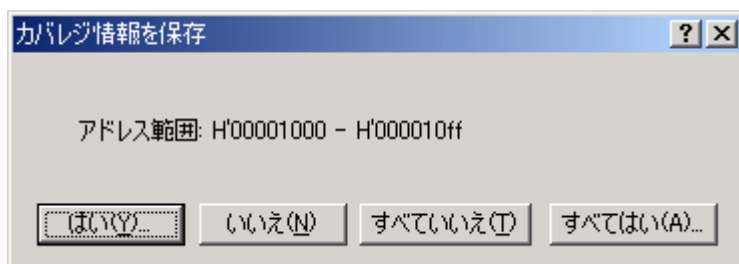 カバレジ情報を保存
アドレス範囲: H'00001000 - H'000010ff
はい(Y)... いいえ(N) すべていいえ(T) すべてはい(A)...